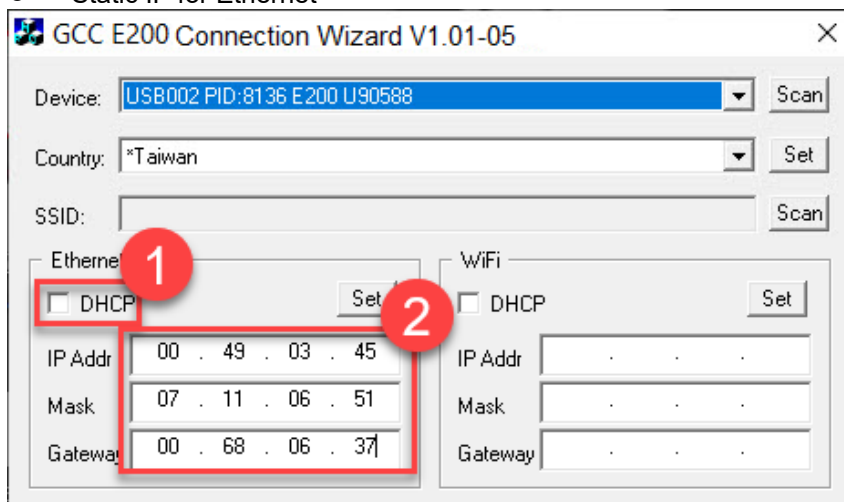 GCC E200 Connection Wizard V1.01-05
Device: USB002 PID:8136 E200 U90588 Scan
Country: *Taiwan Set
SSID: Scan
1
DHCP Set
2
IP Addr 00 . 49 . 03 . 45
Mask 07 . 11 . 06 . 51
00 . 68 . 06 . 37
WiFi
DHCP Set
IP Addr . . .
Mask . . .
Gateway . . .